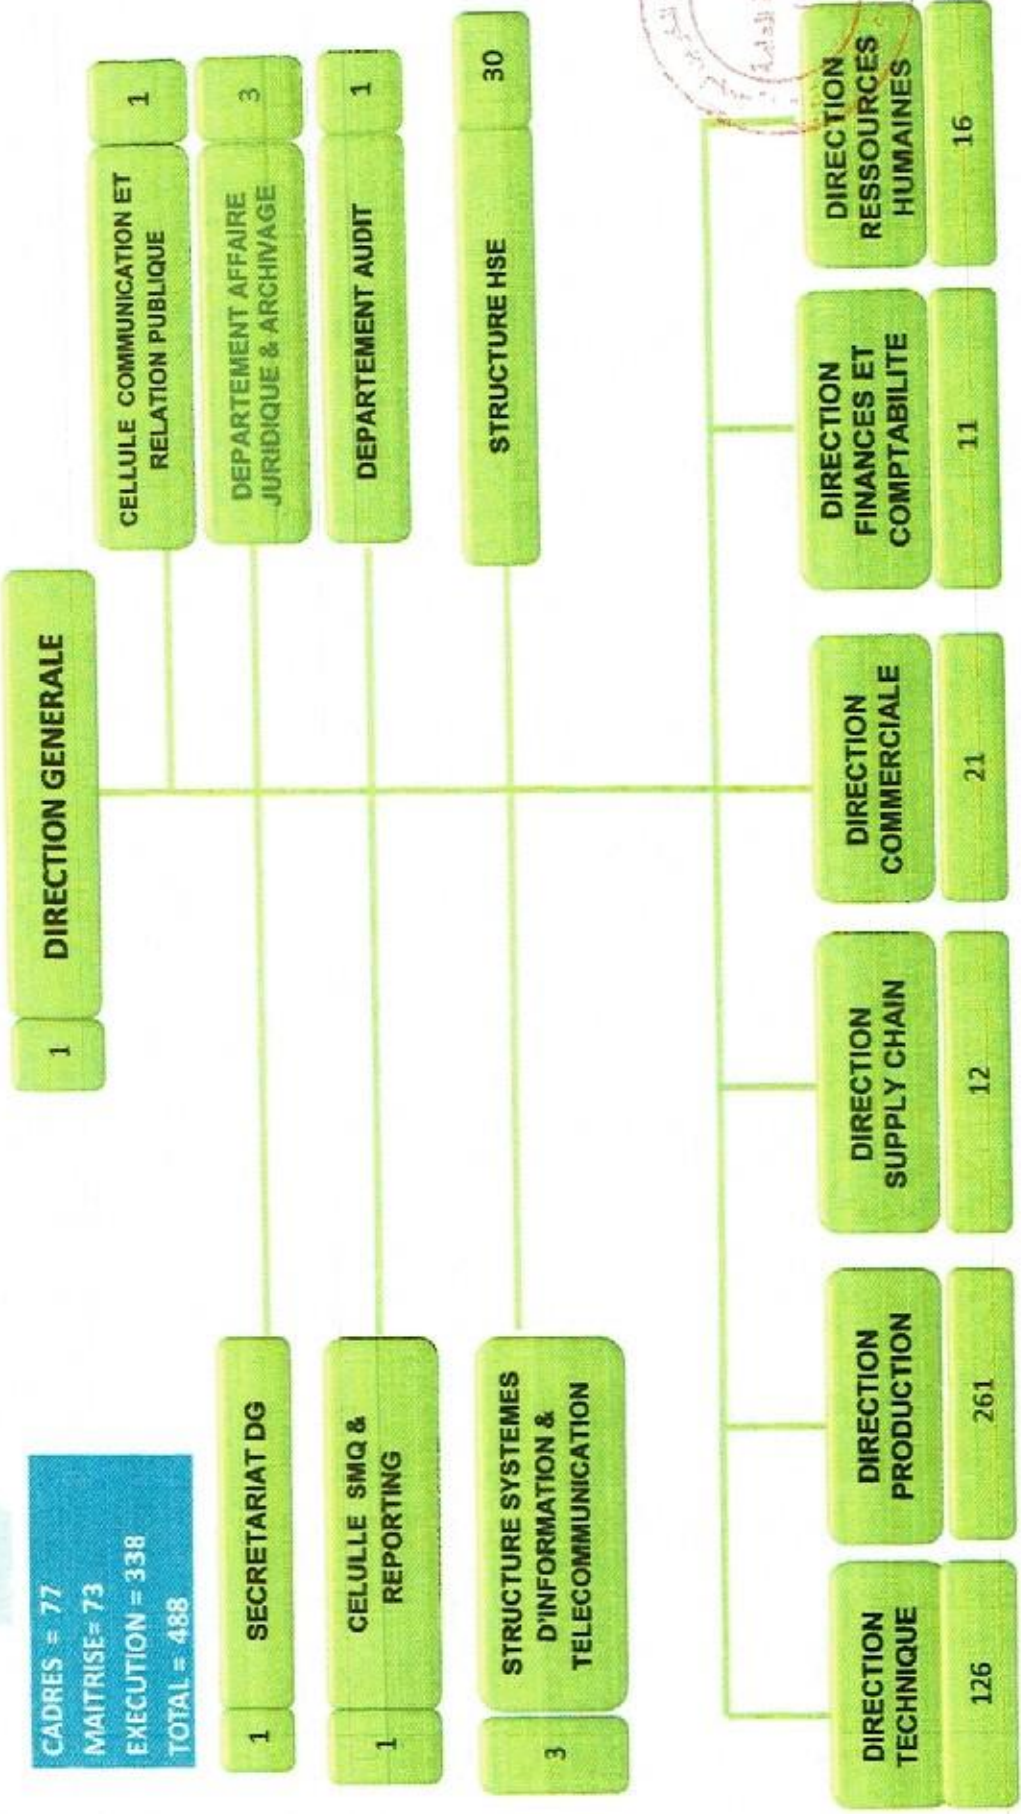 CADRES = 77
MAITRISE= 73
EXECUTION = 338
TOTAL = 488
1
DIRECTION GENERALE
CELLULE COMMUNICATION ET
RELATION PUBLIQUE
1
1
SECRETARIAT DG
DEPARTEMENT AFFAIRE
JURIDIQUE & ARCHIVAGE
3
1
CELULLE SMQ &
REPORTING
DEPARTEMENT AUDIT
1
3
STRUCTURE SYSTEMES
D'INFORMATION &
TELECOMMUNICATION
STRUCTURE HSE
30
DIRECTION
TECHNIQUE
126
DIRECTION
PRODUCTION
261
DIRECTION
SUPPLY CHAIN
12
DIRECTION
COMMERCIALE
21
DIRECTION
FINANCES ET
COMPTABILITE
11
DIRECTION
RESSOURCES
HUMAINES
16